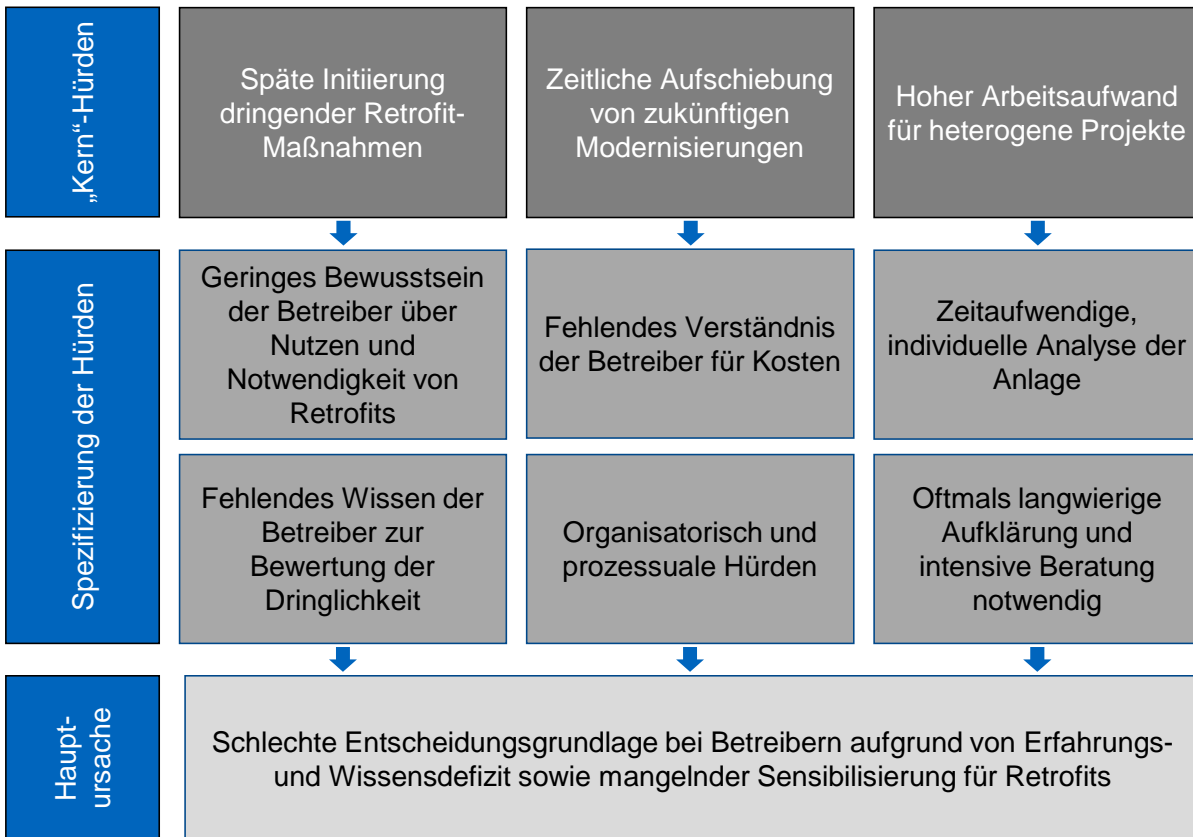 „Kern“-Hürden
Späte Initiierung
dringender Retrofit-
Maßnahmen
Zeitliche Aufschiebung
von zukünftigen
Modernisierungen
Hoher Arbeitsaufwand
für heterogene Projekte
Spezifizierung der Hürden
Geringes Bewusstsein
der Betreiber über
Nutzen und
Notwendigkeit von
Retrofits
Fehlendes Verständnis
der Betreiber für Kosten
Zeitaufwendige,
individuelle Analyse der
Anlage
Fehlendes Wissen der
Betreiber zur
Bewertung der
Dringlichkeit
Organisatorisch und
prozessuale Hürden
Oftmals langwierige
Aufklärung und
intensive Beratung
notwendig
Haupt-
ursache
Schlechte Entscheidungsgrundlage bei Betreibern aufgrund von Erfahrungs-
und Wissensdefizit sowie mangelnder Sensibilisierung für Retrofits